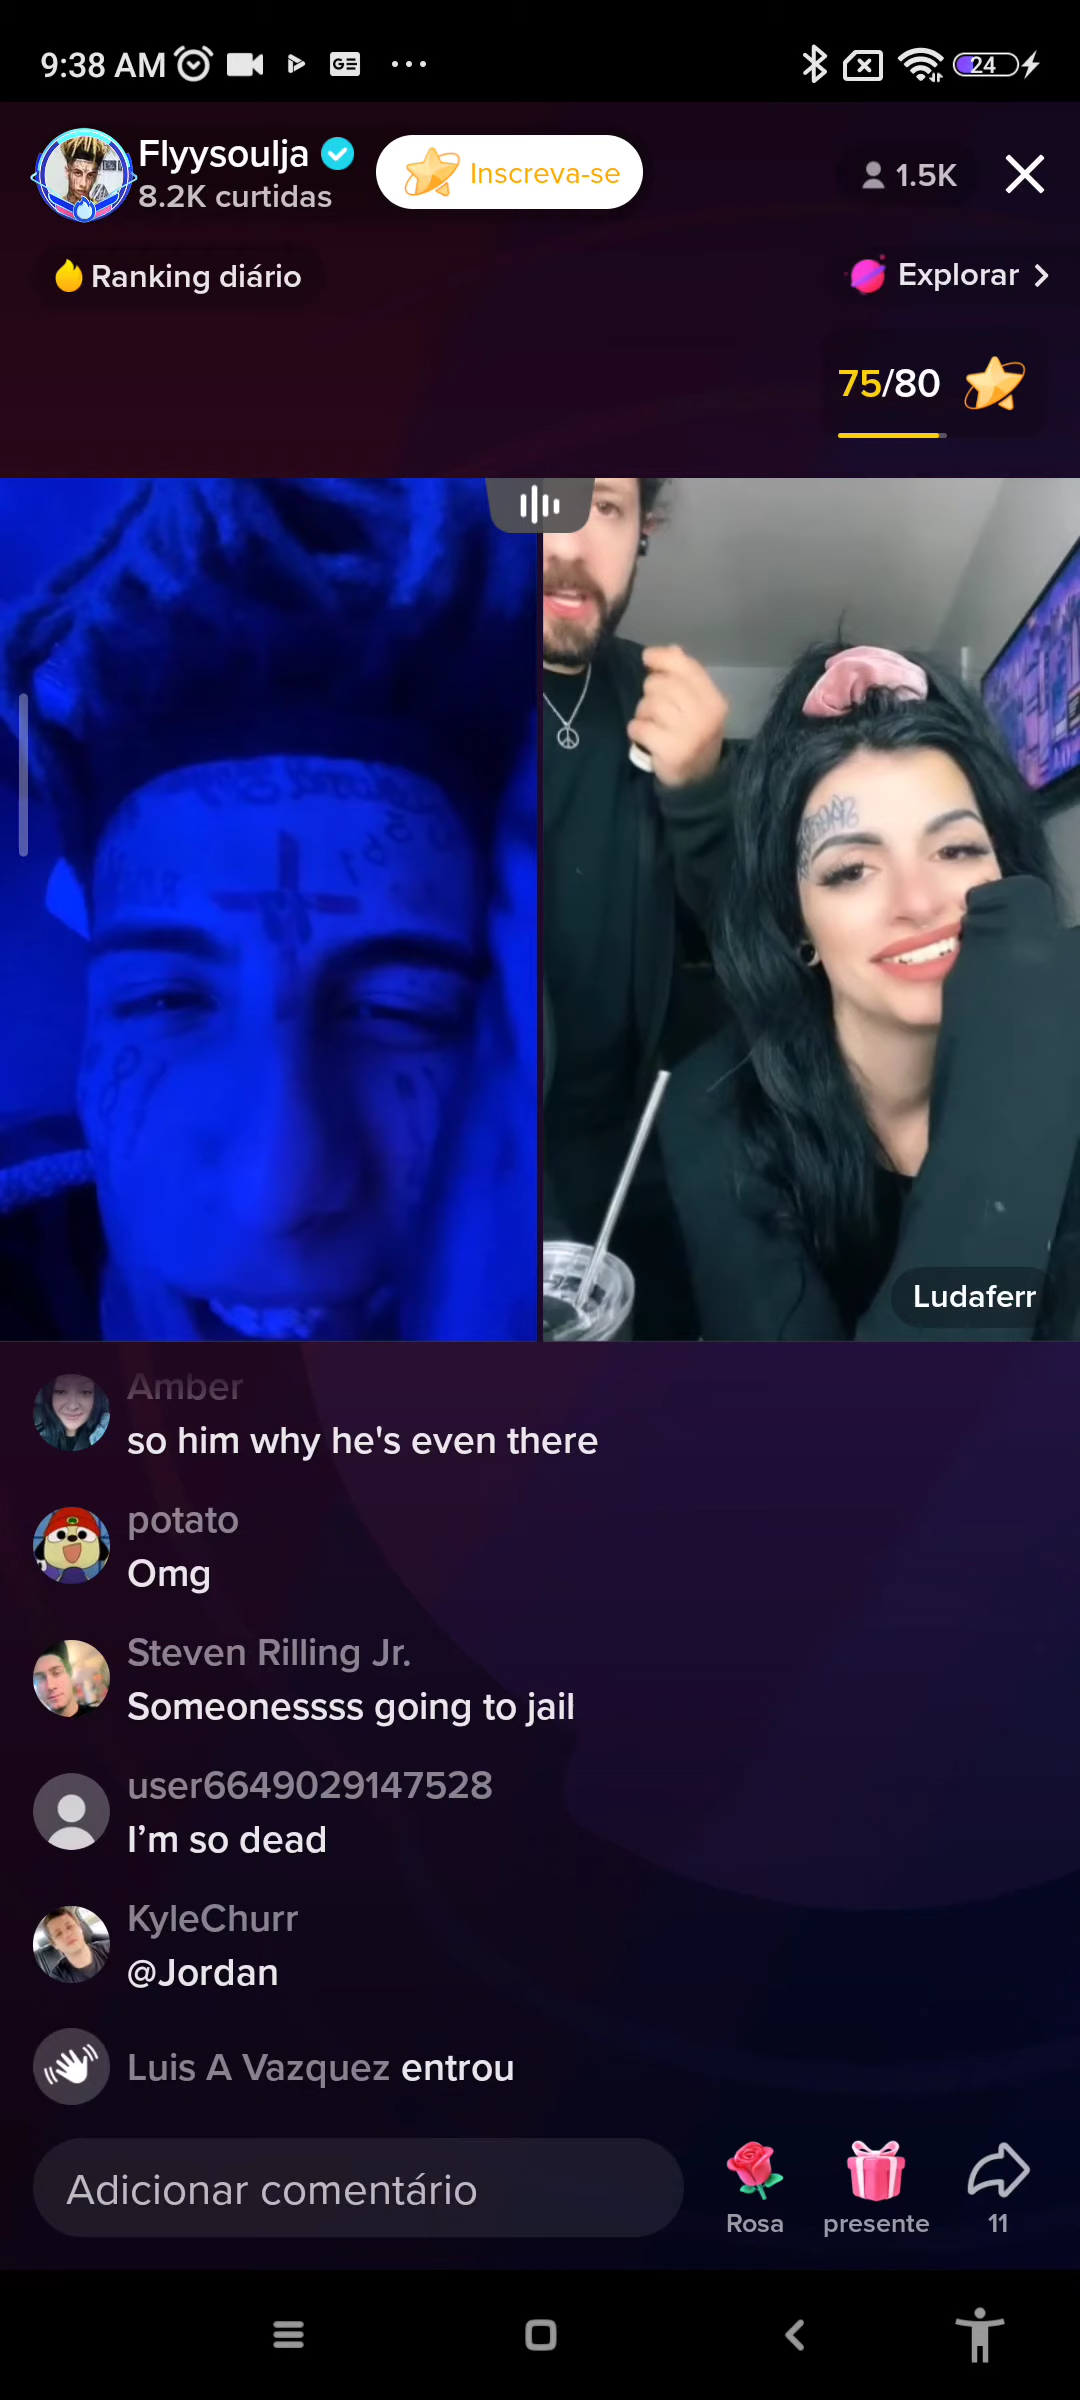 9:38 AM
24
Flyysoulja
8.2K curtidas
Inscreva-se
1.5K
Ranking diário
Explorar
75/80
Ludaferr
Amber
so him why he's even there
potato
Omg
Steven Rilling Jr.
Someonessss going to jail
user6649029147528
I'm so dead
KyleChurr
@Jordan
Luis A Vazquez entrou
Adicionar comentário
Rosa
presente
11